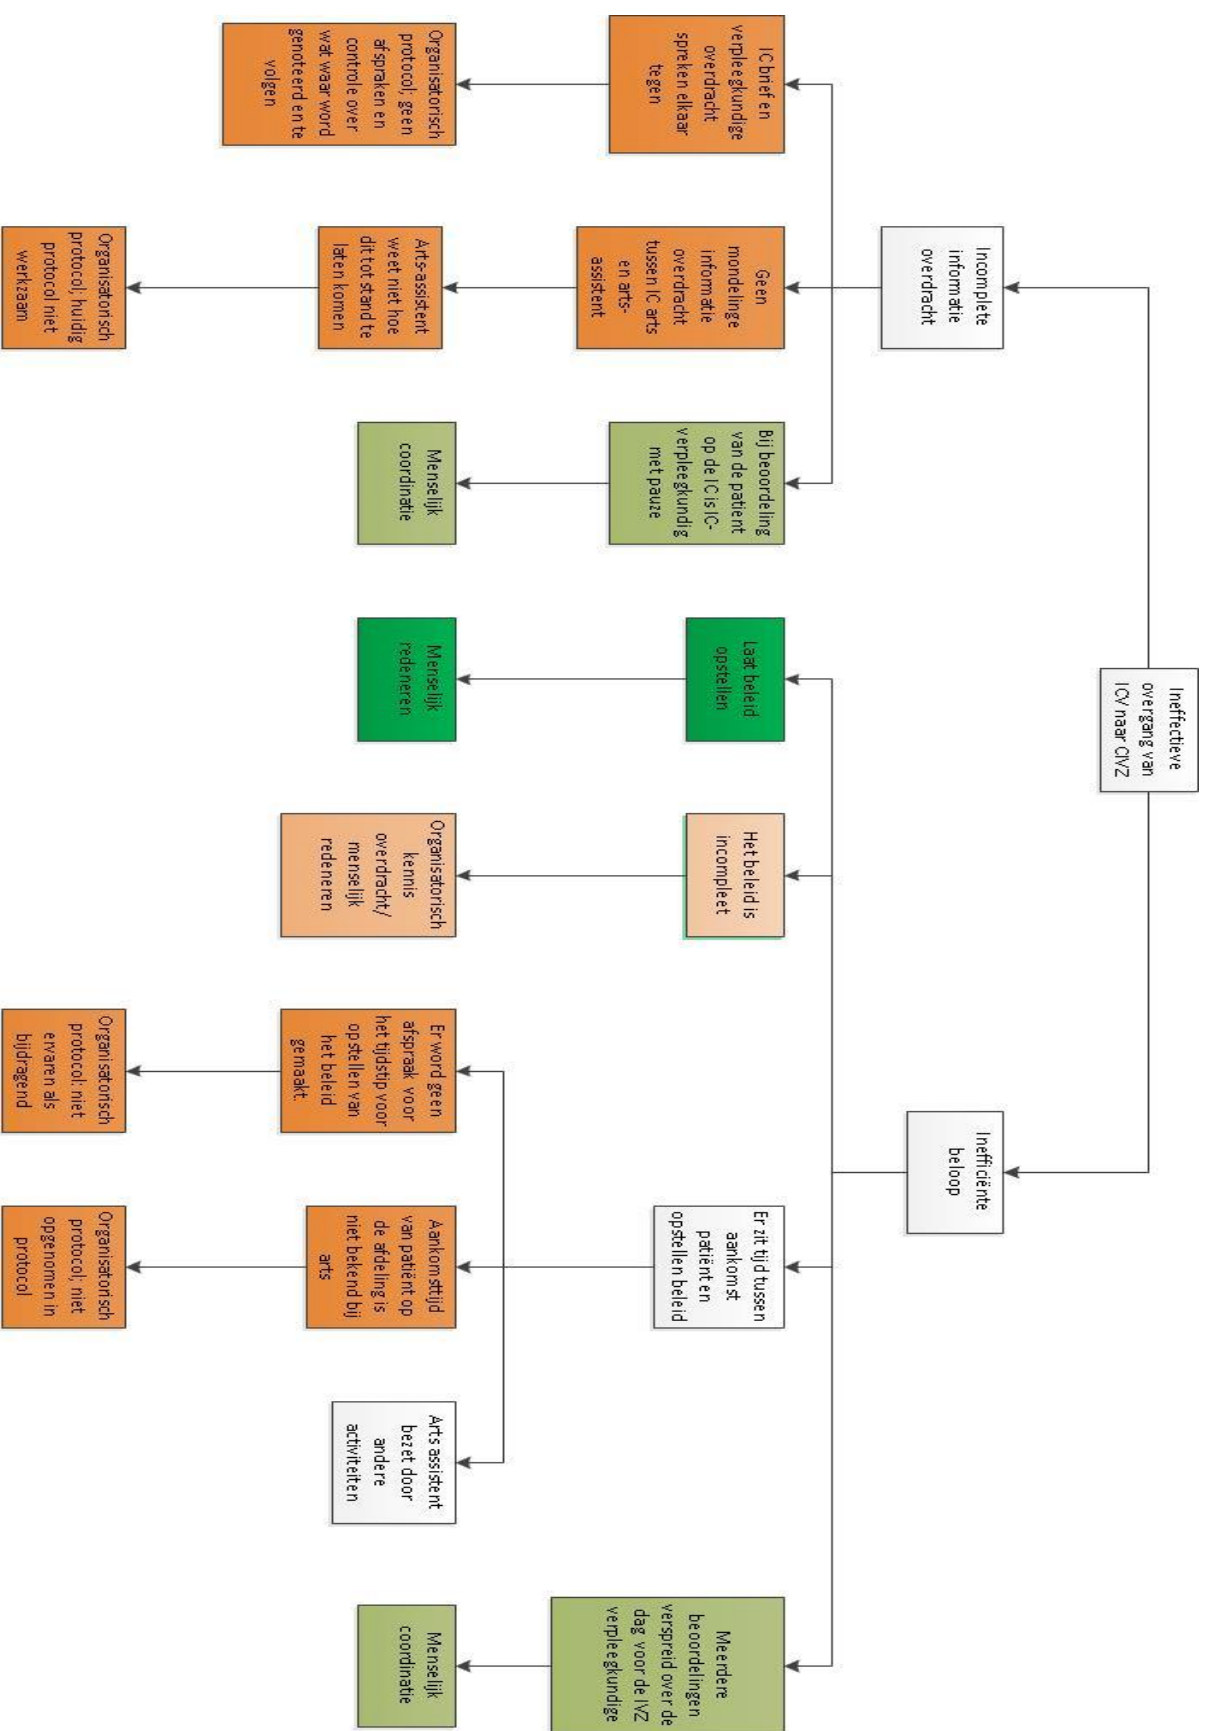 Ineffectieve
overgang van
ICV naar CIVZ
Incomplete
informatie
overdracht
Inefficiënte
beloop
IC brief en
verpleegkundige
overdracht
spreken elkaar
tegen
Geen
mondelinge
informatie
overdracht
tussen IC arts
en arts-
assistent
Bij beoordeling
van de patient
op de IC is IC-
verpleegkundig
met pauze
Laat beleid
opstellen
Het beleid is
incompleet
Er zit tijd tussen
aankomst
patiënt en
opstellen beleid
Meerdere
beoordelingen
verspreid over de
dag voor de IVZ
verpleegkundige
Organisatorisch
protocol; geen
afspraken en
controle over
wat waar word
genoteerd en te
volgen
Arts-assistent
weet niet hoe
dit tot stand te
laten komen
Menselijk
coordinatie
Menselijk
redeneren
Organisatorisch
kennis
overdracht/
menselijk
redeneren
Er word geen
afspraak voor
het tijdstip voor
opstellen van
het beleid
gemaakt.
Aankomsttijd
van patiënt op
de afdeling is
niet bekend bij
arts
Arts assistent
bezet door
andere
activiteiten
Menselijk
coordinatie
Organisatorisch
protocol; huidig
protocol niet
werkzaam
Organisatorisch
protocol: niet
ervaren als
bijdragend
Organisatorisch
protocol; niet
opgenomen in
protocol